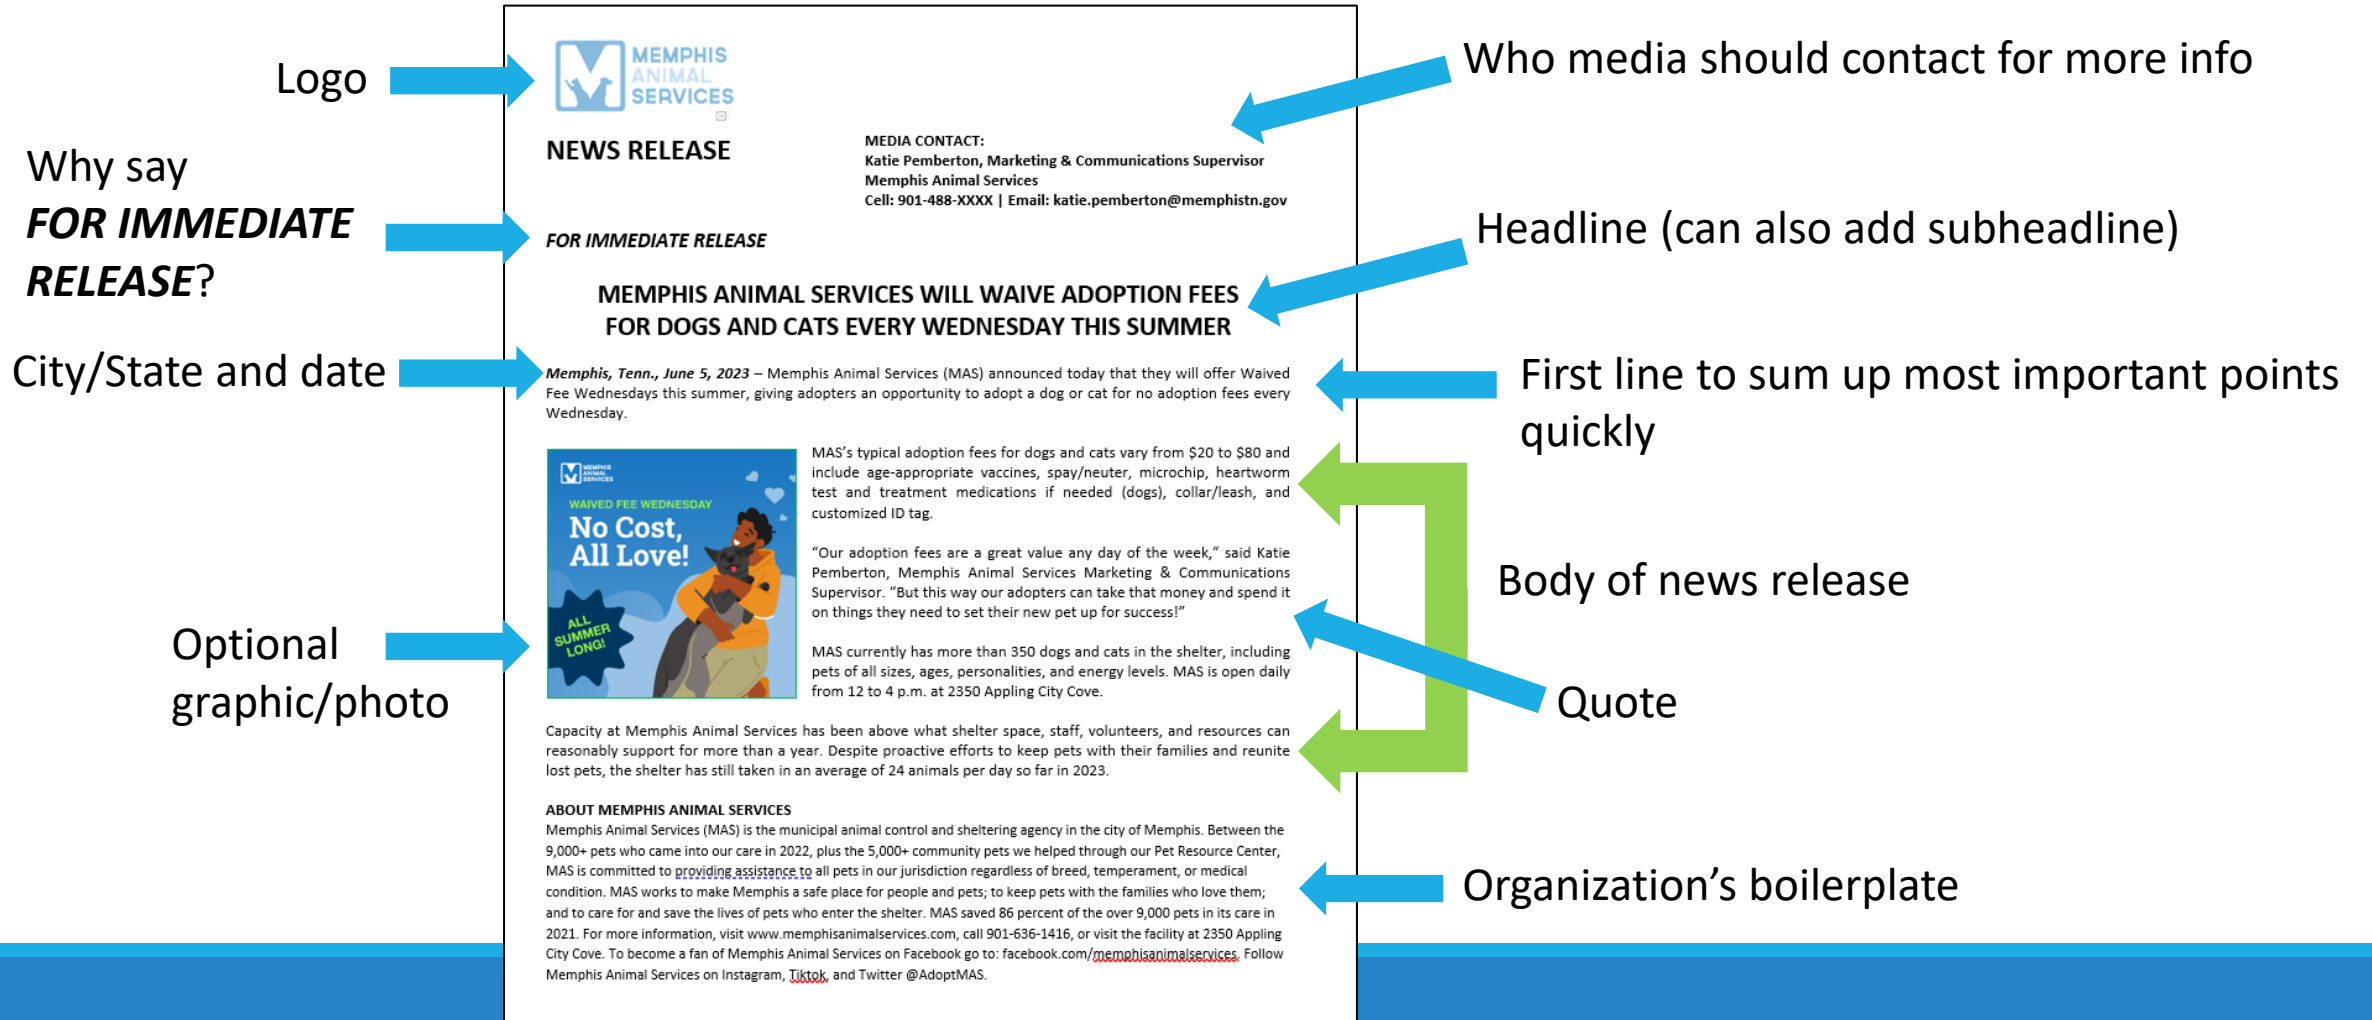 Logo
Why say
FOR IMMEDIATE
RELEASE?
City/State and date
Optional
graphic/photo
MEMPHIS
ANIMAL
SERVICES
NEWS RELEASE
MEDIA CONTACT:
Katie Pemberton, Marketing & Communications Supervisor
Memphis Animal Services
Cell: 901-488-XXXX | Email: katie.pemberton@memphistn.gov
FOR IMMEDIATE RELEASE
MEMPHIS ANIMAL SERVICES WILL WAIVE ADOPTION FEES
FOR DOGS AND CATS EVERY WEDNESDAY THIS SUMMER
Memphis, Tenn., June 5, 2023 – Memphis Animal Services (MAS) announced today that they will offer Waived
Fee Wednesdays this summer, giving adopters an opportunity to adopt a dog or cat for no adoption fees every
Wednesday.
MEMPHIS
ANIMAL
SERVICES
WAIVED FEE WEDNESDAY
No Cost,
All Love!
ALL
SUMMER
LONG!
MAS’s typical adoption fees for dogs and cats vary from $20 to $80 and
include age-appropriate vaccines, spay/neuter, microchip, heartworm
test and treatment medications if needed (dogs), collar/leash, and
customized ID tag.
“Our adoption fees are a great value any day of the week,” said Katie
Pemberton, Memphis Animal Services Marketing & Communications
Supervisor. “But this way our adopters can take that money and spend it
on things they need to set their new pet up for success!”
MAS currently has more than 350 dogs and cats in the shelter, including
pets of all sizes, ages, personalities, and energy levels. MAS is open daily
from 12 to 4 p.m. at 2350 Appling City Cove.
Capacity at Memphis Animal Services has been above what shelter space, staff, volunteers, and resources can
reasonably support for more than a year. Despite proactive efforts to keep pets with their families and reunite
lost pets, the shelter has still taken in an average of 24 animals per day so far in 2023.
ABOUT MEMPHIS ANIMAL SERVICES
Memphis Animal Services (MAS) is the municipal animal control and sheltering agency in the city of Memphis. Between the
9,000+ pets who came into our care in 2022, plus the 5,000+ community pets we helped through our Pet Resource Center,
MAS is committed to providing assistance to all pets in our jurisdiction regardless of breed, temperament, or medical
condition. MAS works to make Memphis a safe place for people and pets; to keep pets with the families who love them;
and to care for and save the lives of pets who enter the shelter. MAS saved 86 percent of the over 9,000 pets in its care in
2021. For more information, visit www.memphisanimalservices.com, call 901-636-1416, or visit the facility at 2350 Appling
City Cove. To become a fan of Memphis Animal Services on Facebook go to: facebook.com/memphisanimalservices. Follow
Memphis Animal Services on Instagram, Tiktok, and Twitter @AdoptMAS.
Who media should contact for more info
Headline (can also add subheadline)
First line to sum up most important points
quickly
Body of news release
Quote
Organization’s boilerplate